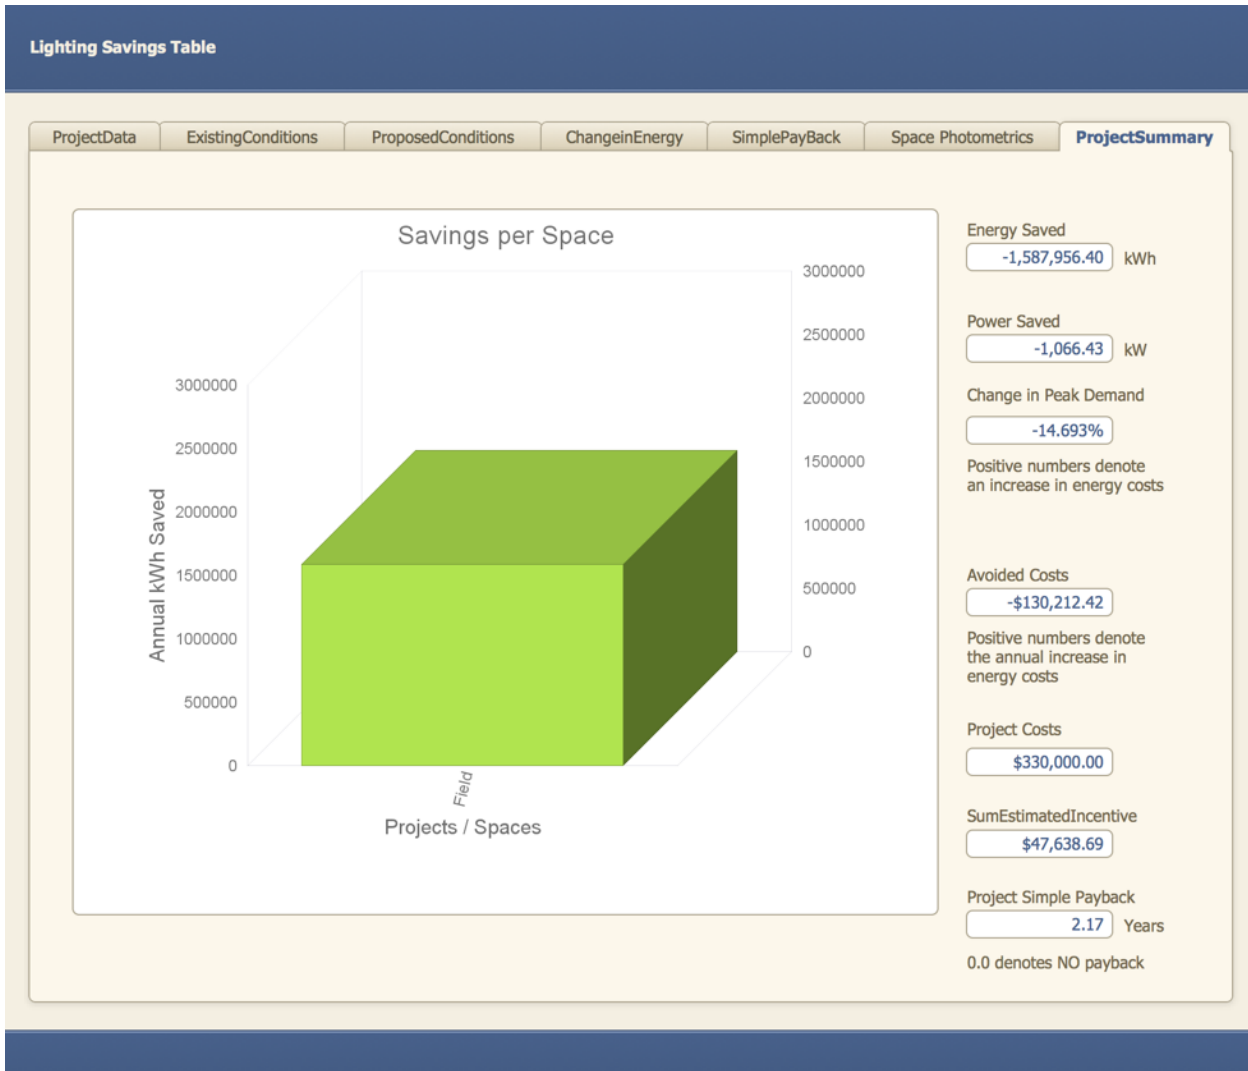 Lighting Savings Table
ProjectData ExistingConditions ProposedConditions ChangeinEnergy SimplePayBack Space Photometrics ProjectSummary
Savings per Space
3000000
2500000
2000000
1500000
1000000
500000
0
Annual kWh Saved
3000000
2500000
2000000
1500000
1000000
500000
0
Field
Projects / Spaces
Energy Saved
-1,587,956.40 kWh
Power Saved
-1,066.43 kW
Change in Peak Demand
-14.693%
Positive numbers denote
an increase in energy costs
Avoided Costs
-$130,212.42
Positive numbers denote
the annual increase in
energy costs
Project Costs
$330,000.00
SumEstimatedIncentive
$47,638.69
Project Simple Payback
2.17 Years
0.0 denotes NO payback